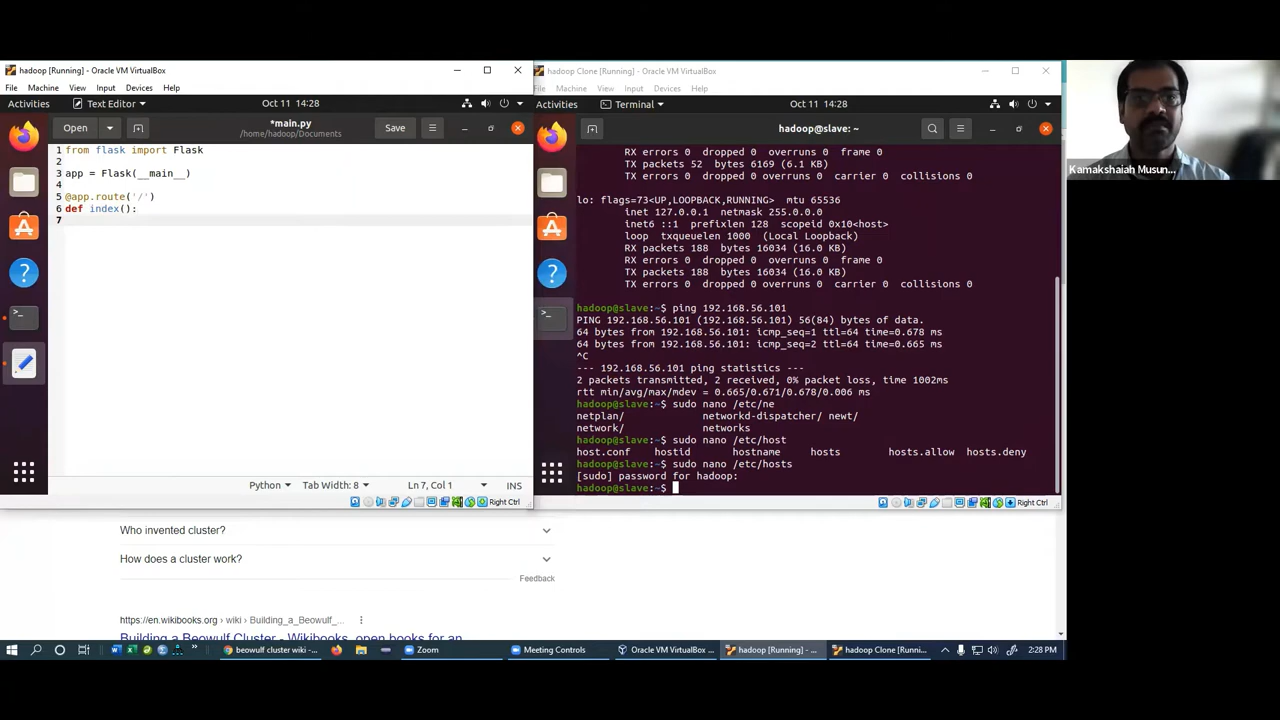 hadoop [Running] - Oracle VM VirtualBox
File Machine View Input Devices Help
Activities Text Editor Oct 11 14:28
Open *main.py Save
/home/hadoop/Documents
1 from flask import Flask
2
3 app = Flask(__main__)
4
5 @app.route('/')
6 def index():
7
Python Tab Width: 8 Ln 7, Col 1 INS
Right Ctrl
hadoop Clone [Running] - Oracle VM VirtualBox
File Machine View Input Devices Help
Activities Terminal Oct 11 14:28
hadoop@slave: ~
RX errors 0 dropped 0 overruns 0 frame 0
TX packets 52 bytes 6169 (6.1 KB)
TX errors 0 dropped 0 overruns 0 carrier 0 collisions 0
lo: flags=73<UP,LOOPBACK,RUNNING> mtu 65536
inet 127.0.0.1 netmask 255.0.0.0
inet6 ::1 prefixlen 128 scopeid 0x10<host>
loop txqueuelen 1000 (Local Loopback)
RX packets 188 bytes 16034 (16.0 KB)
RX errors 0 dropped 0 overruns 0 frame 0
TX packets 188 bytes 16034 (16.0 KB)
TX errors 0 dropped 0 overruns 0 carrier 0 collisions 0
hadoop@slave:~$ ping 192.168.56.101
PING 192.168.56.101 (192.168.56.101) 56(84) bytes of data.
64 bytes from 192.168.56.101: icmp_seq=1 ttl=64 time=0.678 ms
64 bytes from 192.168.56.101: icmp_seq=2 ttl=64 time=0.665 ms
^C
--- 192.168.56.101 ping statistics ---
2 packets transmitted, 2 received, 0% packet loss, time 1002ms
rtt min/avg/max/mdev = 0.665/0.671/0.678/0.006 ms
hadoop@slave:~$ sudo nano /etc/ne
netplan/ networkd-dispatcher/ newt/
network/ networks
hadoop@slave:~$ sudo nano /etc/host
host.conf hostid hostname hosts hosts.allow hosts.deny
hadoop@slave:~$ sudo nano /etc/hosts
[sudo] password for hadoop:
hadoop@slave:~$
Right Ctrl
Kamakshaiah Musun...
Who invented cluster?
How does a cluster work?
Feedback
https://en.wikibooks.org › wiki › Building_a_Beowulf_...
Building a Beowulf Cluster - Wikibooks, open books for an
beowulf cluster wiki - ... Zoom Meeting Controls Oracle VM VirtualBox ... hadoop [Running] - ... hadoop Clone [Runni... 2:28 PM